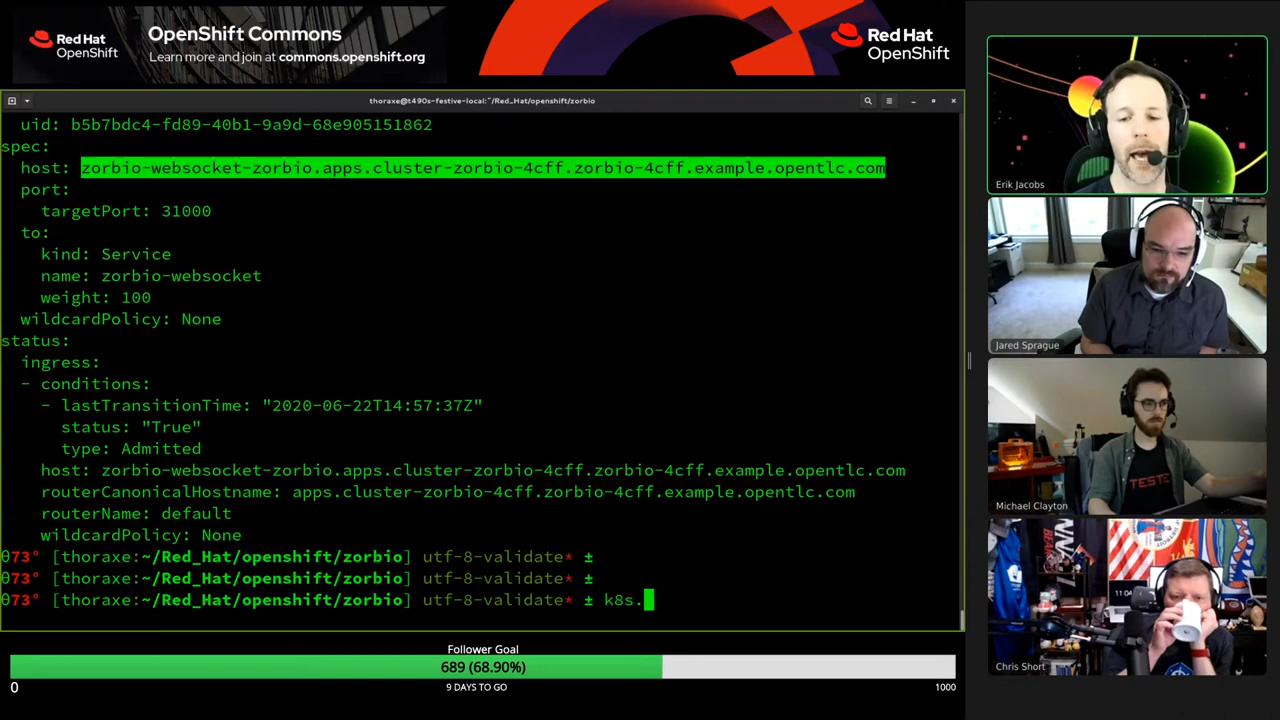 Red Hat
OpenShift
OpenShift Commons
Learn more and join at commons.openshift.org
Red Hat
OpenShift
thoraxe@t490s-festive-local:~/Red_Hat/openshift/zorbio
uid: b5b7bdc4-fd89-40b1-9a9d-68e905151862
spec:
host: zorbio-websocket-zorbio.apps.cluster-zorbio-4cff.zorbio-4cff.example.opentlc.com
port:
targetPort: 31000
to:
kind: Service
name: zorbio-websocket
weight: 100
wildcardPolicy: None
status:
ingress:
- conditions:
- lastTransitionTime: "2020-06-22T14:57:37Z"
status: "True"
type: Admitted
host: zorbio-websocket-zorbio.apps.cluster-zorbio-4cff.zorbio-4cff.example.opentlc.com
routerCanonicalHostname: apps.cluster-zorbio-4cff.zorbio-4cff.example.opentlc.com
routerName: default
wildcardPolicy: None
73° [thoraxe:~/Red_Hat/openshift/zorbio] utf-8-validate* ±
73° [thoraxe:~/Red_Hat/openshift/zorbio] utf-8-validate* ±
73° [thoraxe:~/Red_Hat/openshift/zorbio] utf-8-validate* ± k8s.
Follower Goal
689 (68.90%)
0
9 DAYS TO GO
1000
Erik Jacobs
Jared Sprague
TESTE
Michael Clayton
11 04
Chris Short